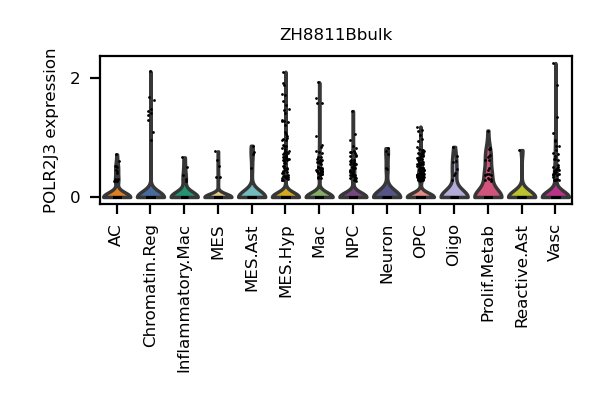 ZH8811Bbulk
POLR2J3 expression
2
0
AC
Chromatin.Reg
Inflammatory.Mac
MES
MES.Ast
MES.Hyp
Mac
NPC
Neuron
OPC
Oligo
Prolif.Metab
Reactive.Ast
Vasc